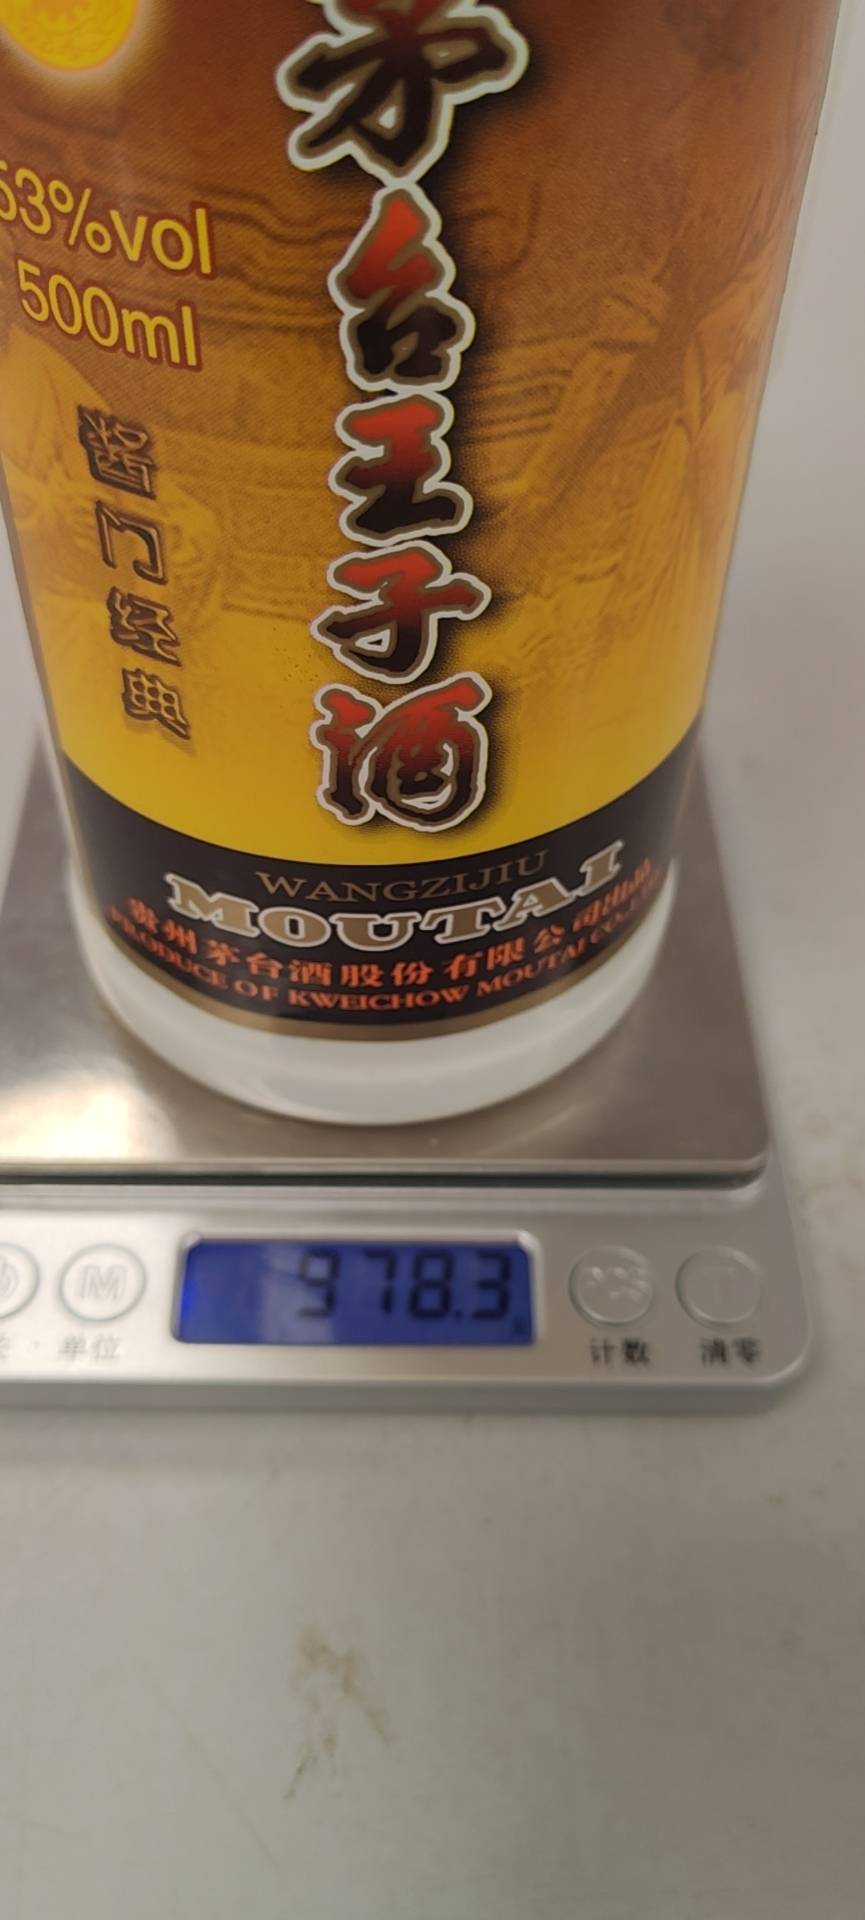 53%vol
500ml
茅台王子酒
酱门经典
WANGZIJIU
MOUTAI
贵州茅台酒股份有限公司出品
PRODUCE OF KWEICHOW MOUTAI CO.,LTD
M
978.3
单位
计数
清零